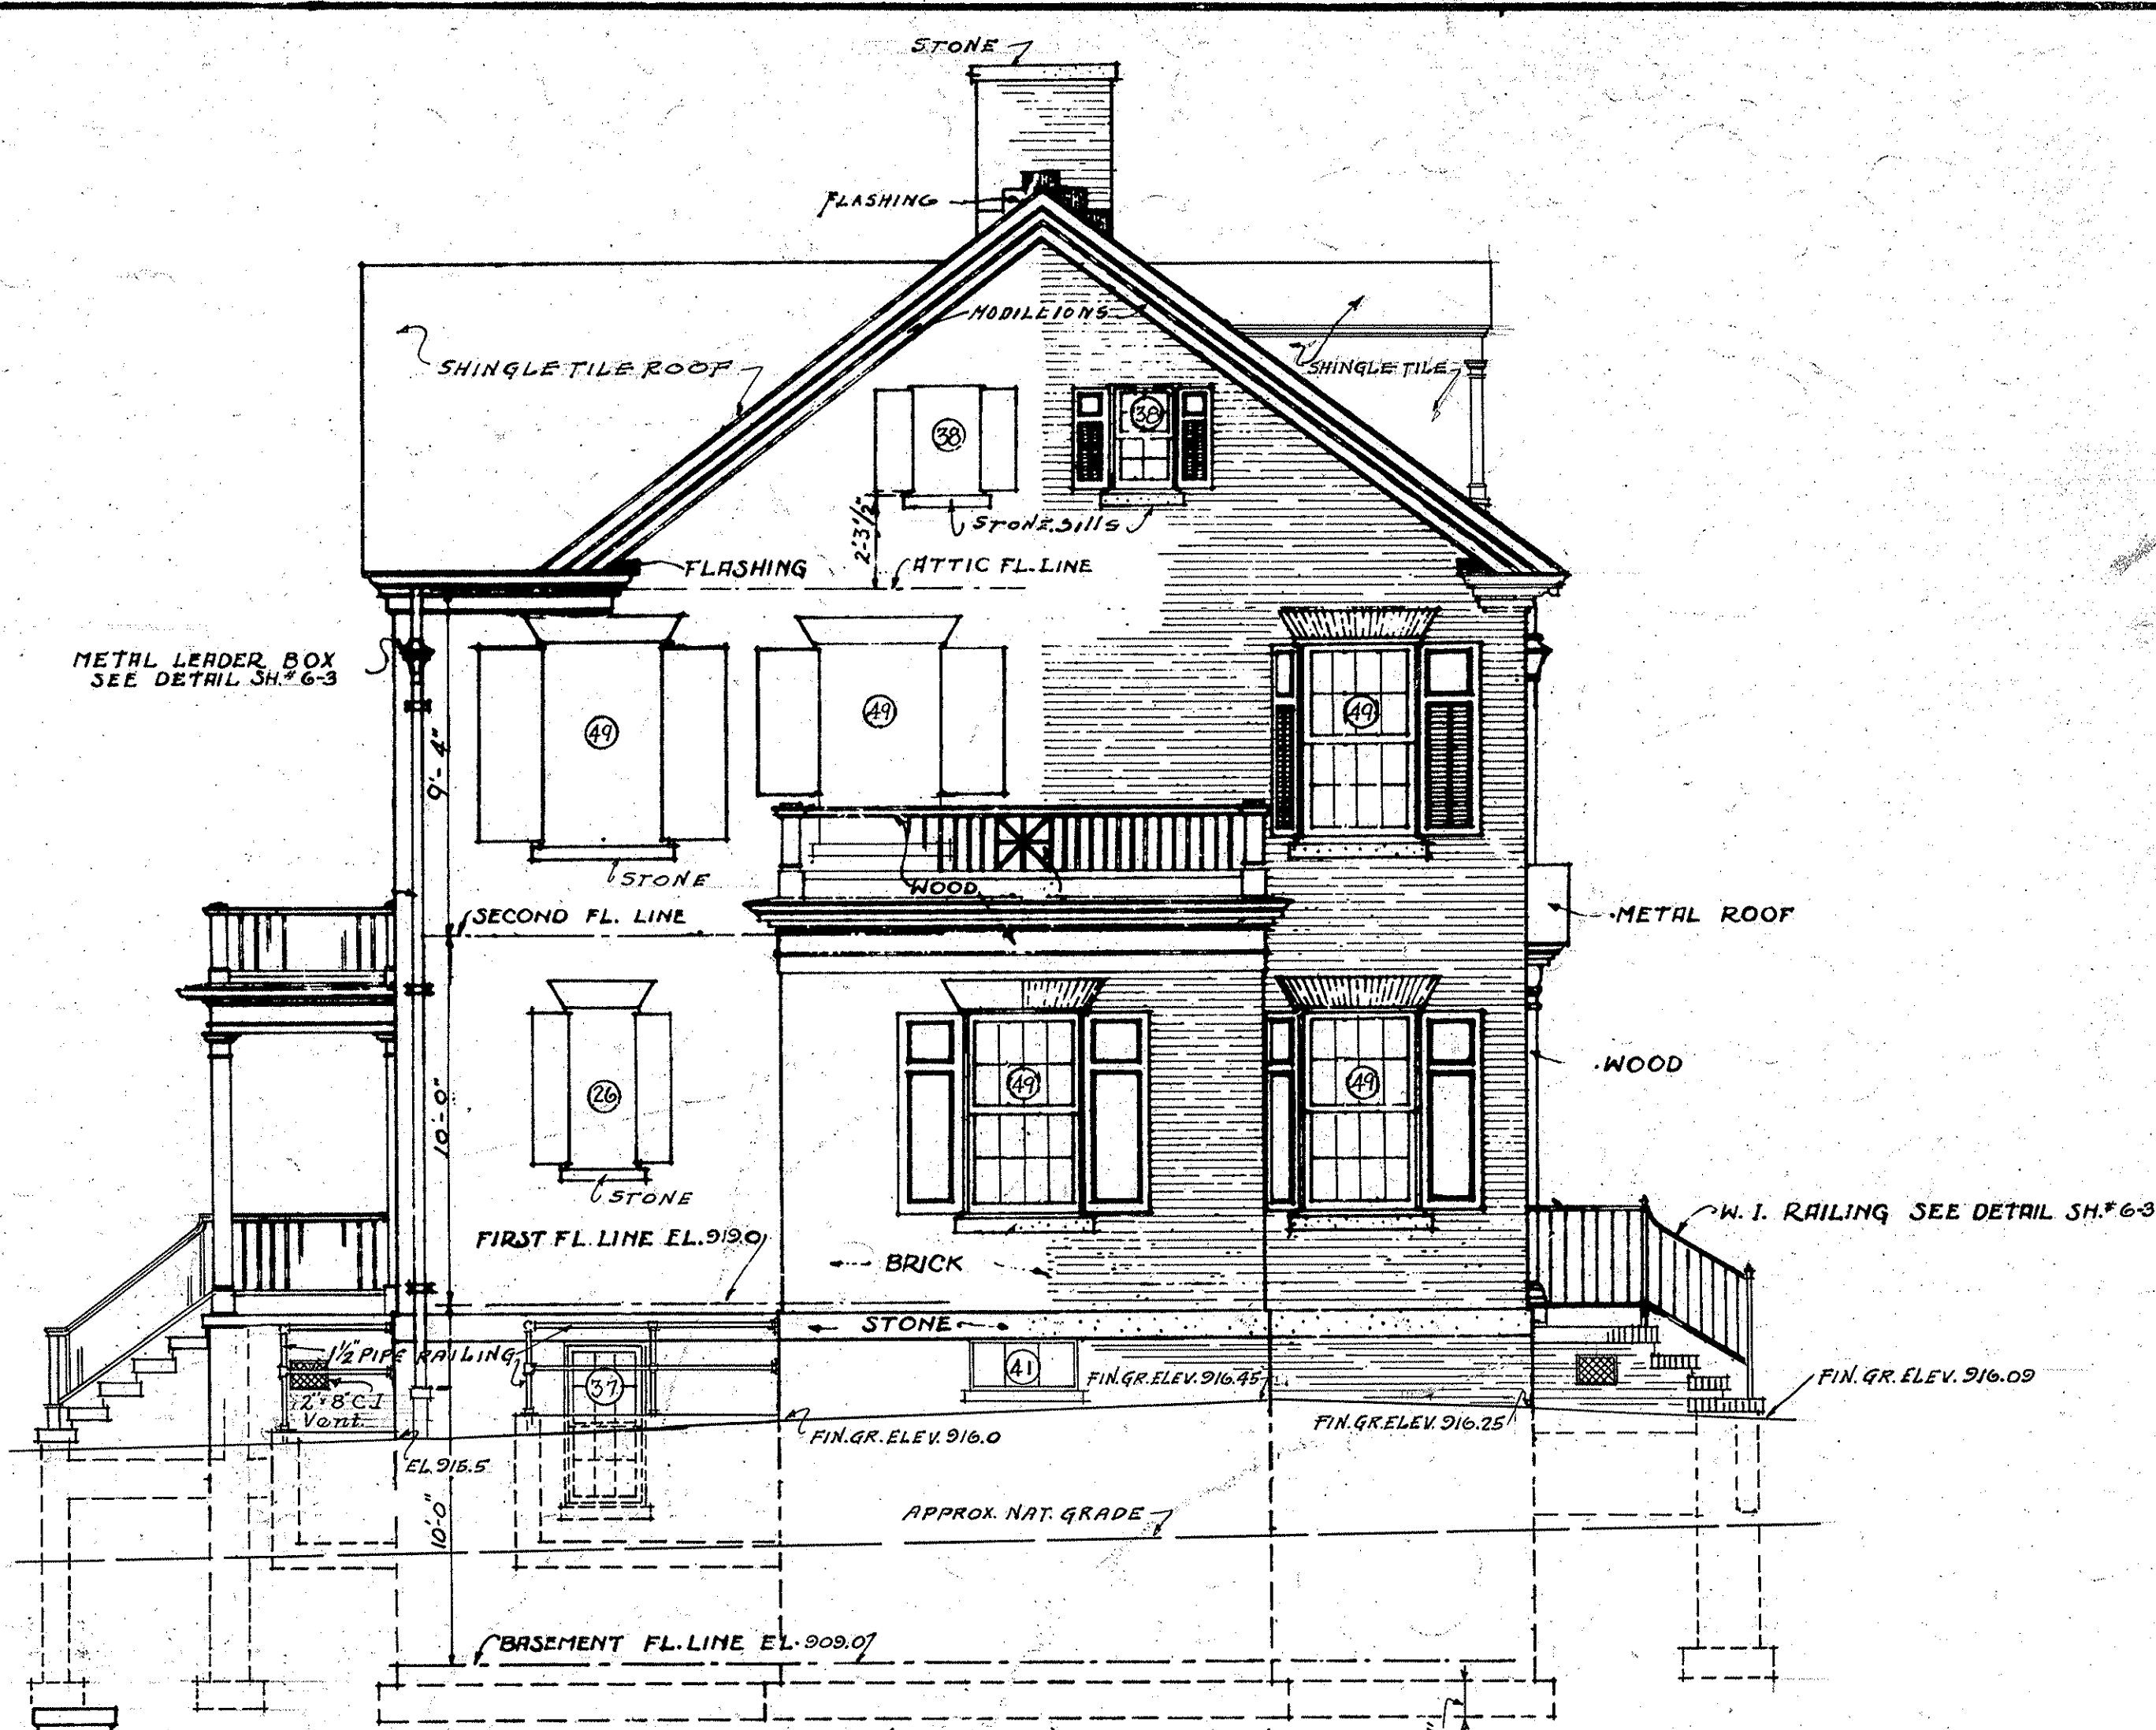 STONE
FLASHING
MODILLIONS
SHINGLE TILE ROOF
SHINGLE TILE
38
38
2'-3½"
STONE SILLS
FLASHING
ATTIC FL. LINE
METAL LEADER BOX
SEE DETAIL SH.# 6-3
49
49
49
9'-4"
STONE
WOOD
SECOND FL. LINE
METAL ROOF
26
49
49
WOOD
10'-0"
STONE
W. I. RAILING SEE DETAIL SH.# 6-3
FIRST FL. LINE EL. 919.0
BRICK
STONE
1½" PIPE RAILING
37
41
12"x8" C.I
Vent
FIN. GR. ELEV. 916.45
FIN. GR. ELEV. 916.09
FIN. GR. ELEV. 916.0
FIN. GR. ELEV. 916.25
EL. 915.5
10'-0"
APPROX. NAT. GRADE
BASEMENT FL. LINE EL. 909.0